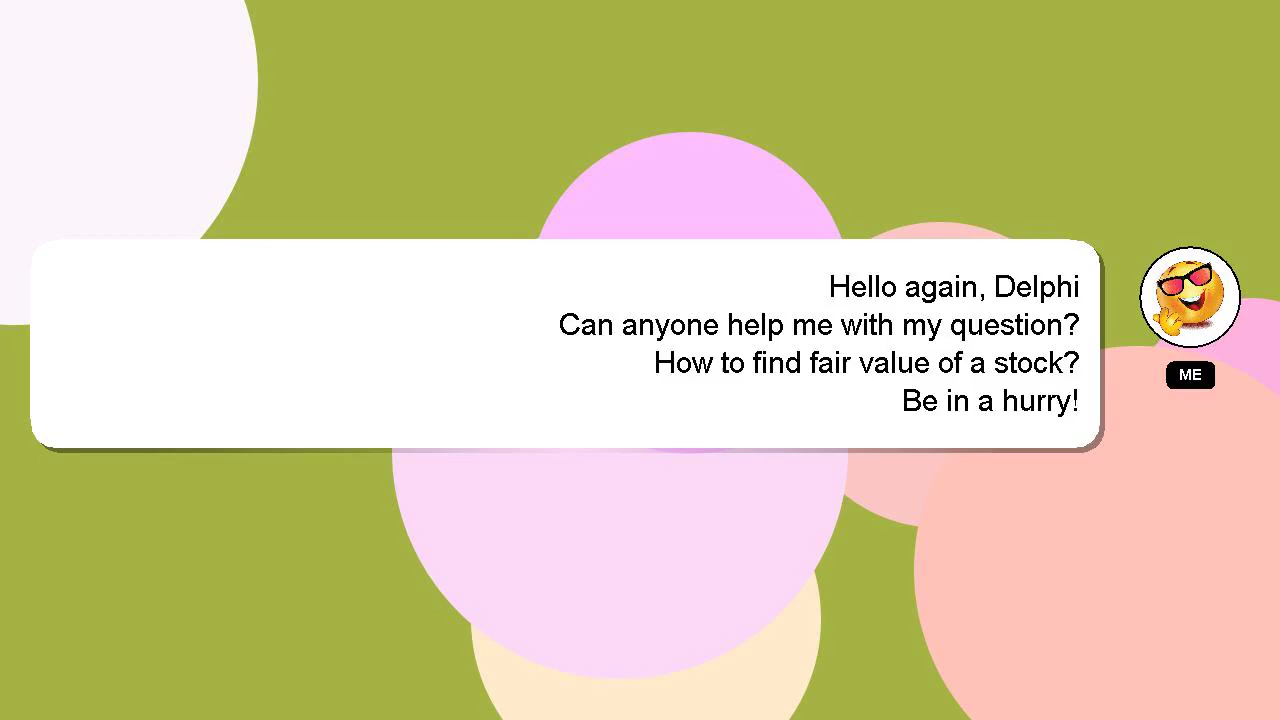 Hello again, Delphi
Can anyone help me with my question?
How to find fair value of a stock?
Be in a hurry!
ME